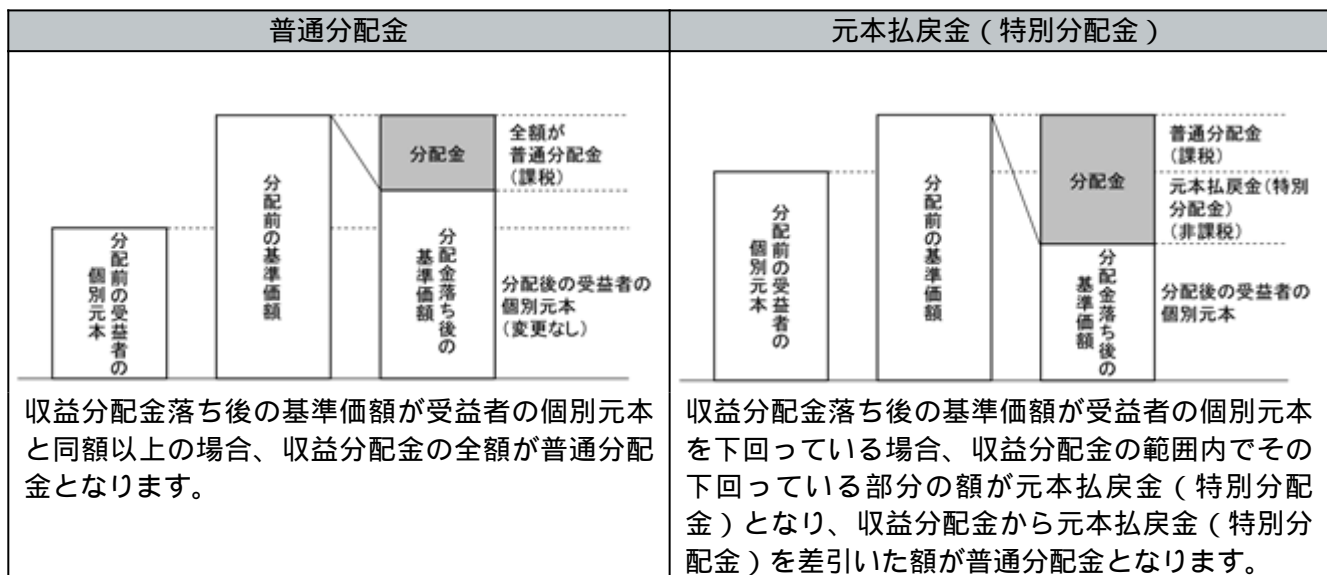 普通分配金
分配前の受益者の
個別元本
分配前の基準価額
分配金
分配金落ち後の
基準価額
全額が
普通分配金
(課税)
分配後の受益者の
個別元本
(変更なし)
収益分配金落ち後の基準価額が受益者の個別元本
と同額以上の場合、収益分配金の全額が普通分配
金となります。
元本払戻金（特別分配金）
分配前の受益者の
個別元本
分配前の基準価額
分配金
分配金落ち後の
基準価額
普通分配金
(課税)
元本払戻金(特別
分配金)
(非課税)
分配後の受益者の
個別元本
収益分配金落ち後の基準価額が受益者の個別元本
を下回っている場合、収益分配金の範囲内でその
下回っている部分の額が元本払戻金（特別分配
金）となり、収益分配金から元本払戻金（特別分
配金）を差引いた額が普通分配金となります。